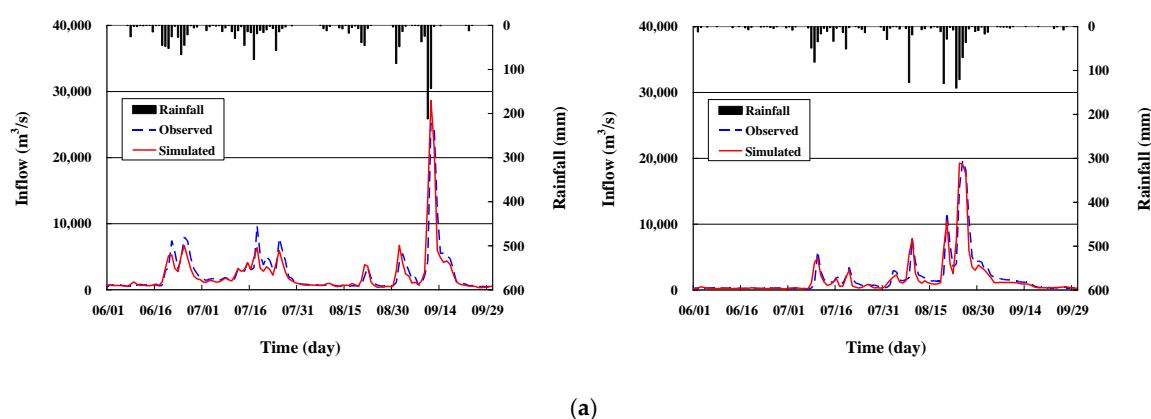 40,000
30,000
20,000
10,000
0
Inflow (m³/s)
Rainfall
Observed
Simulated
0
100
200
300
400
500
600
Rainfall (mm)
06/01 06/16 07/01 07/16 07/31 08/15 08/30 09/14 09/29
Time (day)
40,000
30,000
20,000
10,000
0
Inflow (m³/s)
Rainfall
Observed
Simulated
0
100
200
300
400
500
600
Rainfall (mm)
06/01 06/16 07/01 07/16 07/31 08/15 08/30 09/14 09/29
Time (day)
(a)